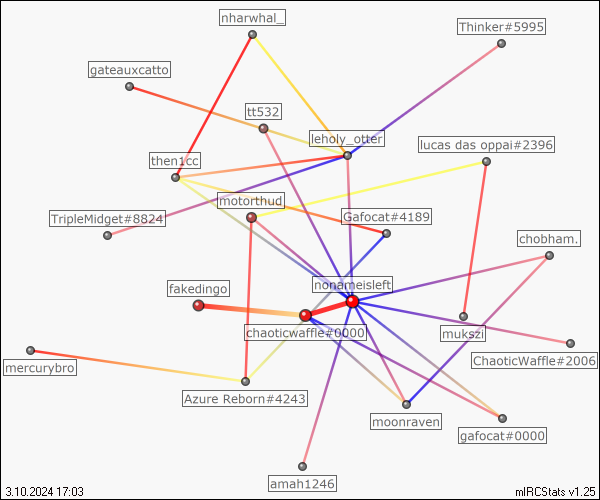 nharwhal_
Thinker#5995
gateauxcatto
tt532
leholy_otter
lucas das oppai#2396
then1cc
motorthud
TripleMidget#8824
Gafocat#4189
chobham.
nonameisleft
fakedingo
chaoticwaffle#0000
mukszi
mercurybro
ChaoticWaffle#2006
Azure Reborn#4243
moonraven
gafocat#0000
amah1246
3.10.2024 17:03
mIRCStats v1.25